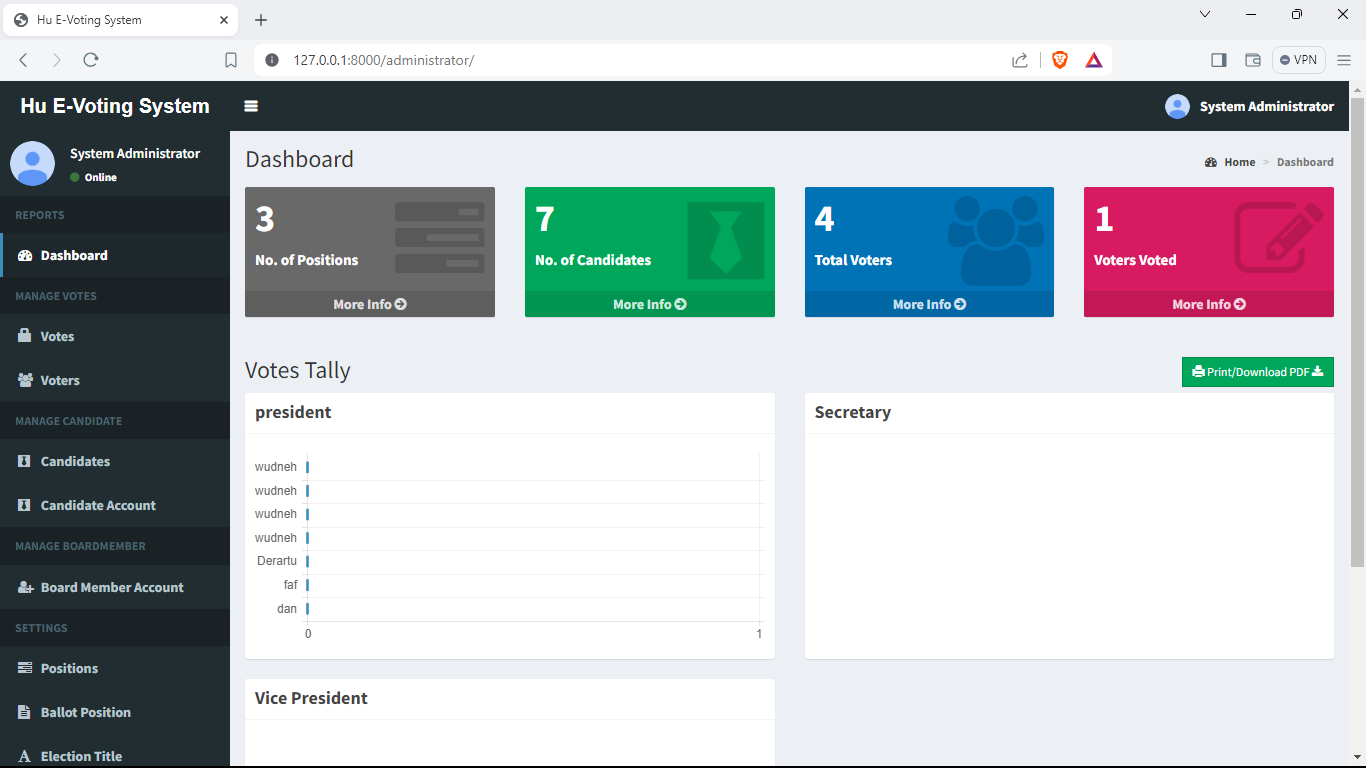 Hu E-Voting System
127.0.0.1:8000/administrator/
VPN
Hu E-Voting System
System Administrator
System Administrator
Online
REPORTS
Dashboard
MANAGE VOTES
Votes
Voters
MANAGE CANDIDATE
Candidates
Candidate Account
MANAGE BOARDMEMBER
Board Member Account
SETTINGS
Positions
Ballot Position
Election Title
Dashboard
Home > Dashboard
3
No. of Positions
More Info
7
No. of Candidates
More Info
4
Total Voters
More Info
1
Voters Voted
More Info
Votes Tally
Print/Download PDF
president
wudneh
wudneh
wudneh
wudneh
Derartu
faf
dan
0 1
Secretary
Vice President